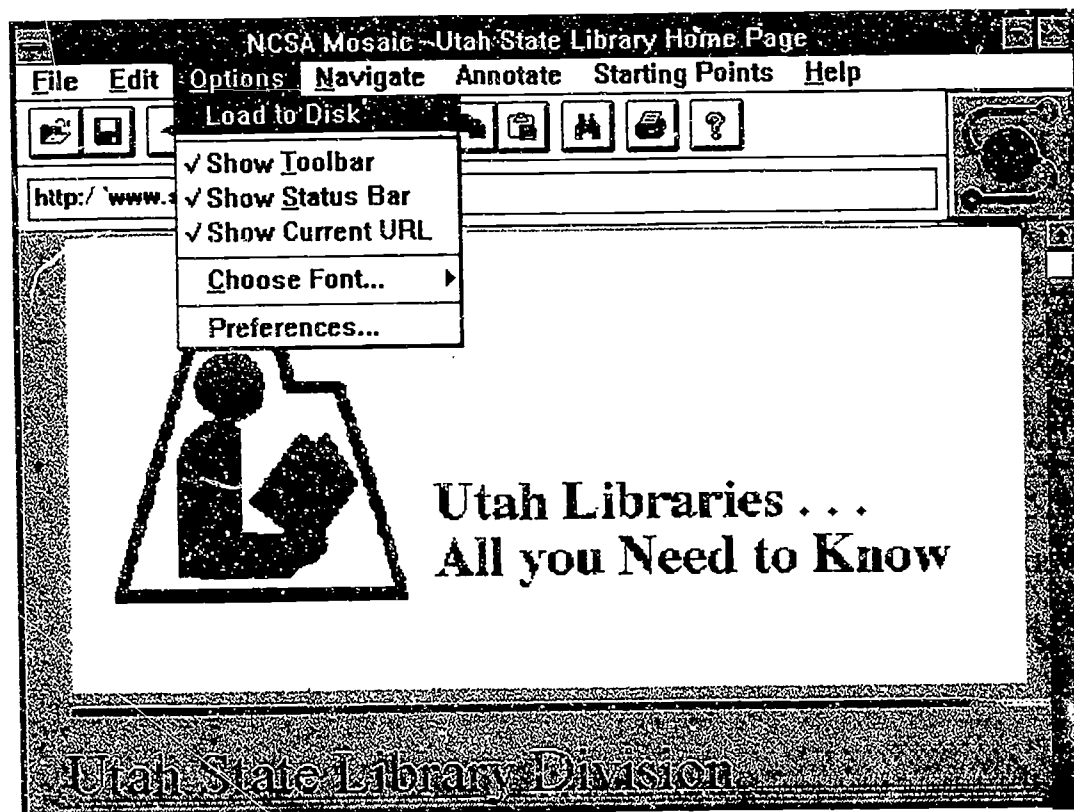 NCSA Mosaic - Utah State Library Home Page
File Edit Options Navigate Annotate Starting Points Help
Load to Disk
✓ Show Toolbar
http:/ www.s ✓ Show Status Bar
✓ Show Current URL
Choose Font...
Preferences...
Utah Libraries . . .
All you Need to Know
Utah State Library Division